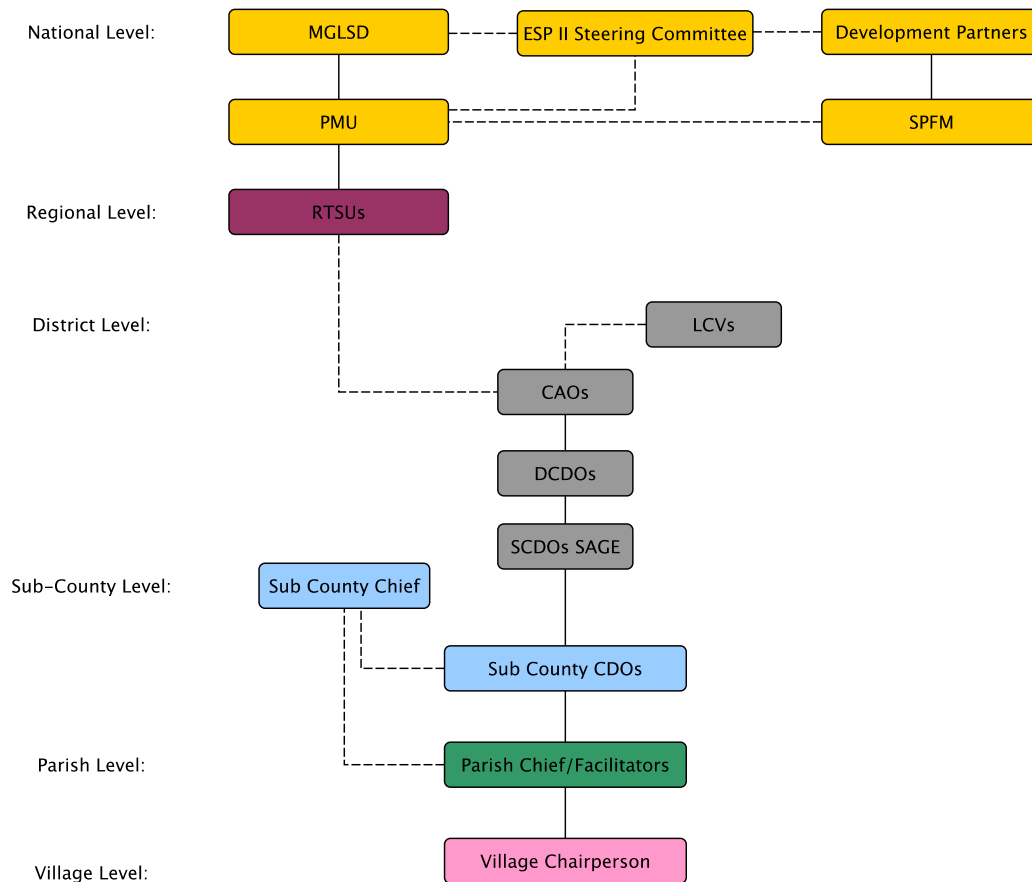 National Level:
MGLSD
ESP II Steering Committee
Development Partners
PMU
SPFM
Regional Level:
RTSUs
District Level:
LCVs
CAOs
DCDOs
SCDOs SAGE
Sub-County Level:
Sub County Chief
Sub County CDOs
Parish Level:
Parish Chief/Facilitators
Village Level:
Village Chairperson